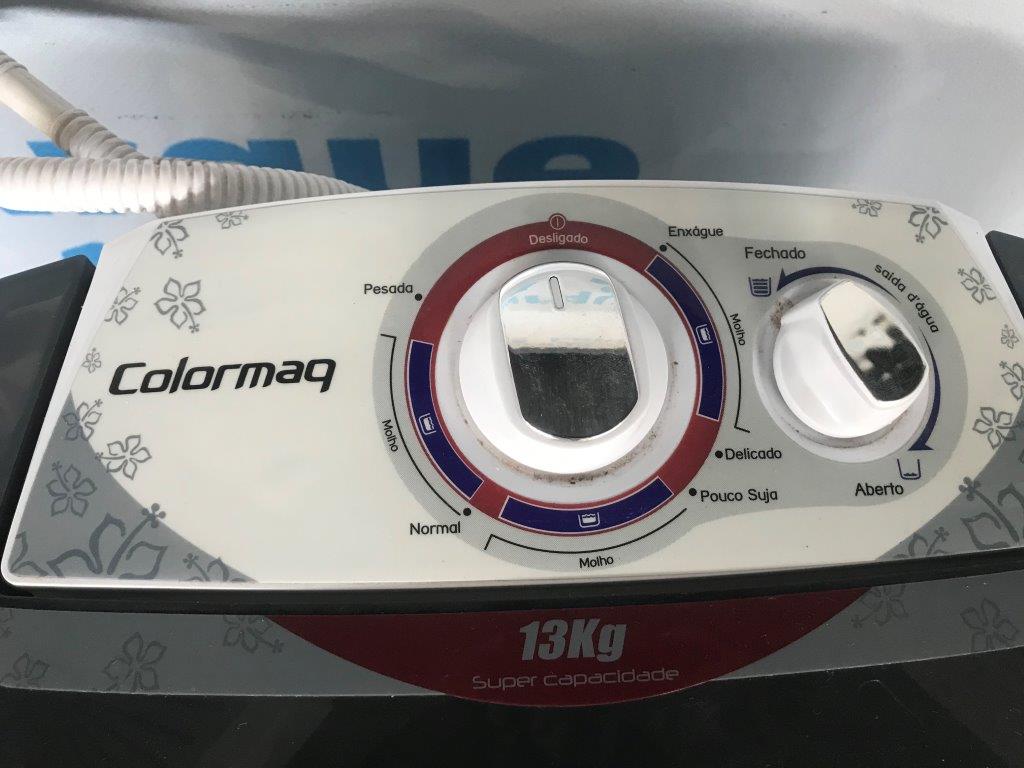 Desligado
Enxágue
Fechado
saída d'água
Pesada
Molho
Colormaq
Molho
Delicado
Pouco Suja
Aberto
Normal
Molho
13Kg
Super capacidade